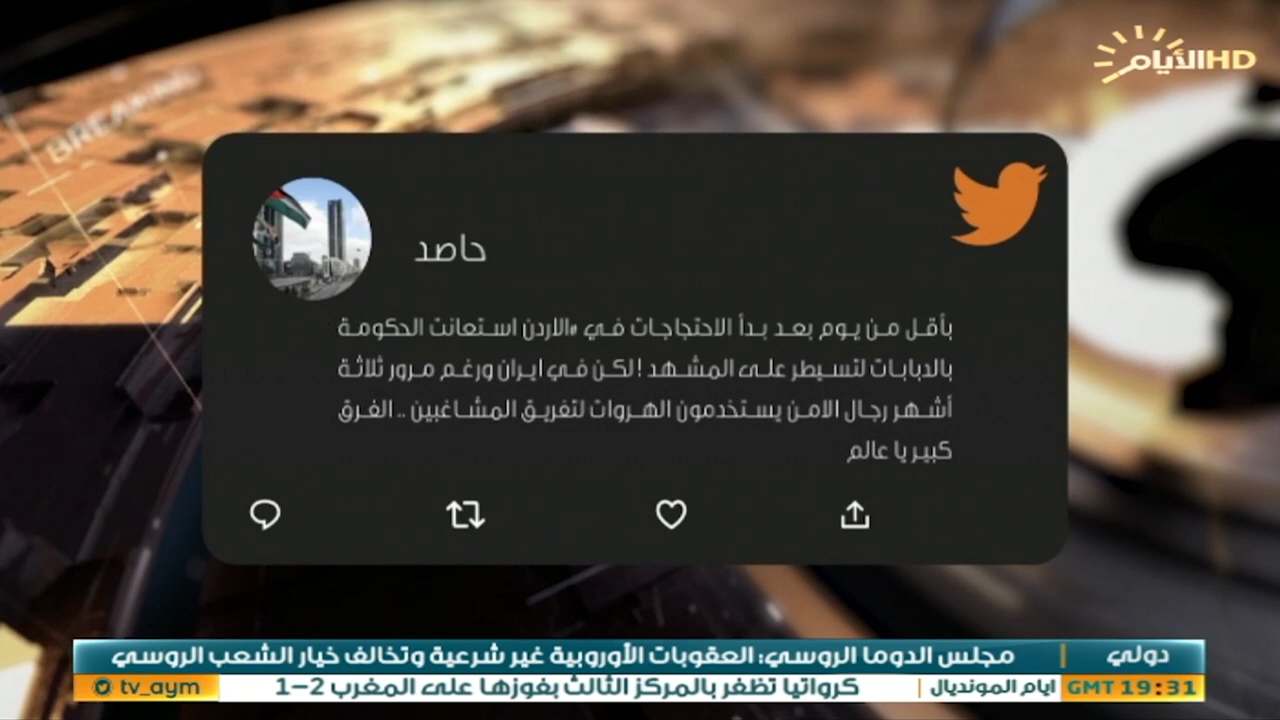 الأيام HD
BREAKING
حاصد
بأقل من يوم بعد بدأ الاحتجاجات في #الاردن استعانت الحكومة
بالدبابات لتسيطر على المشهد ! لكن في ايران ورغم مرور ثلاثة
أشهر رجال الامن يستخدمون الهروات لتفريق المشاغبين .. الفرق
كبير يا عالم
دولي | مجلس الدوما الروسي: العقوبات الأوروبية غير شرعية وتخالف خيار الشعب الروسي
GMT 19:31 ايام المونديال | كرواتيا تظفر بالمركز الثالث بفوزها على المغرب 2-1 tv_aym